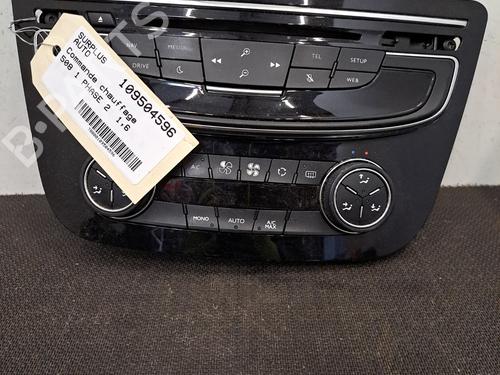 SURPLUS
AUTO
109504596
Commande chauffage
508 1 PHASE 2 1.6
NAV
MEDIA
DRIVE
TEL
SETUP
WEB
MONO
AUTO
A/C
MAX